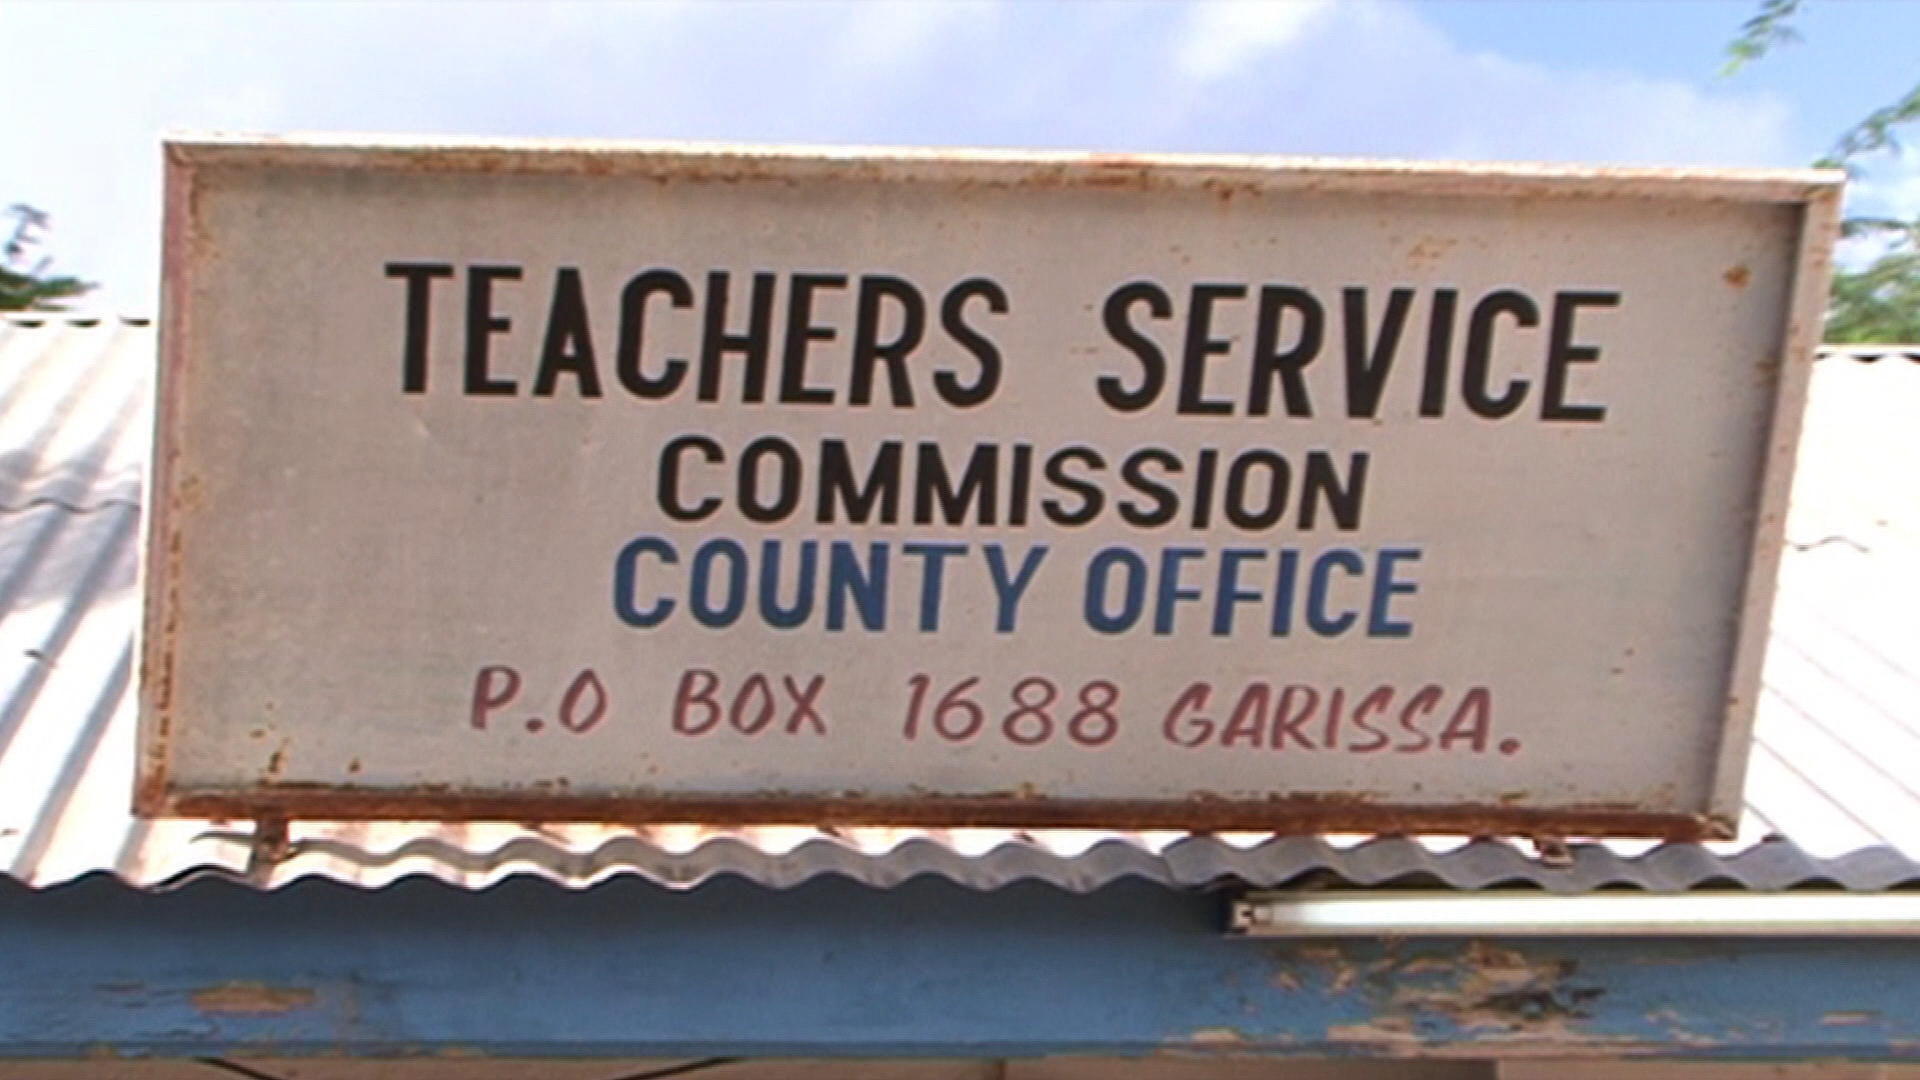 TEACHERS SERVICE
COMMISSION
COUNTY OFFICE
P.O BOX 1688 GARISSA.